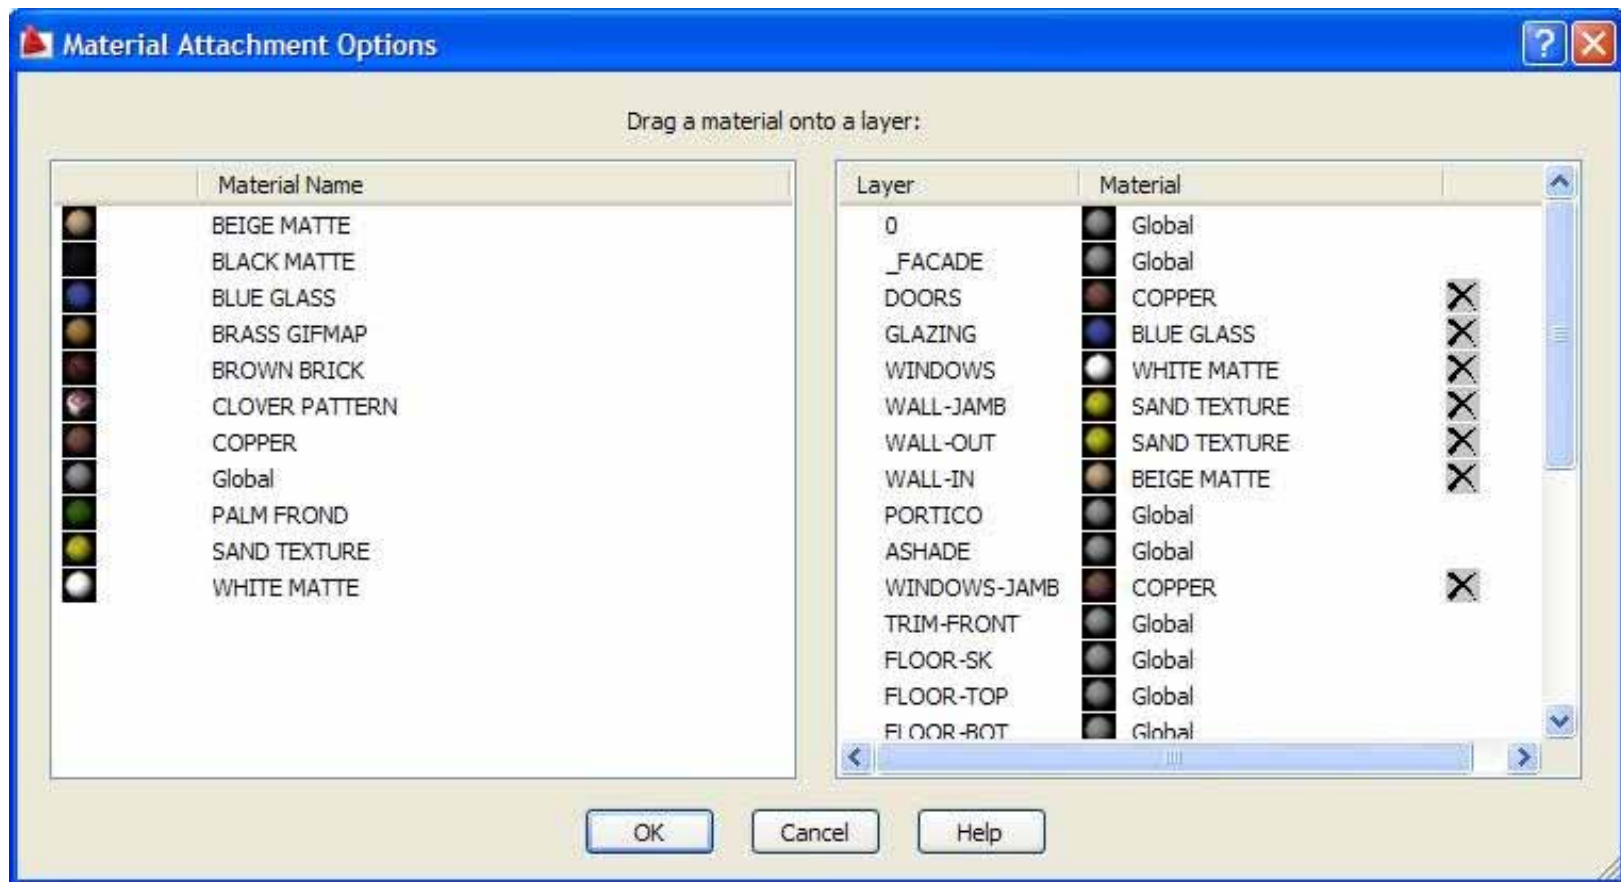 Material Attachment Options
Drag a material onto a layer:
Material Name
BEIGE MATTE
BLACK MATTE
BLUE GLASS
BRASS GIFMAP
BROWN BRICK
CLOVER PATTERN
COPPER
Global
PALM FROND
SAND TEXTURE
WHITE MATTE
Layer Material
0 Global
_FACADE Global
DOORS COPPER
GLAZING BLUE GLASS
WINDOWS WHITE MATTE
WALL-JAMB SAND TEXTURE
WALL-OUT SAND TEXTURE
WALL-IN BEIGE MATTE
PORTICO Global
ASHADE Global
WINDOWS-JAMB COPPER
TRIM-FRONT Global
FLOOR-SK Global
FLOOR-TOP Global
FLOOR-BOT Global
OK Cancel Help